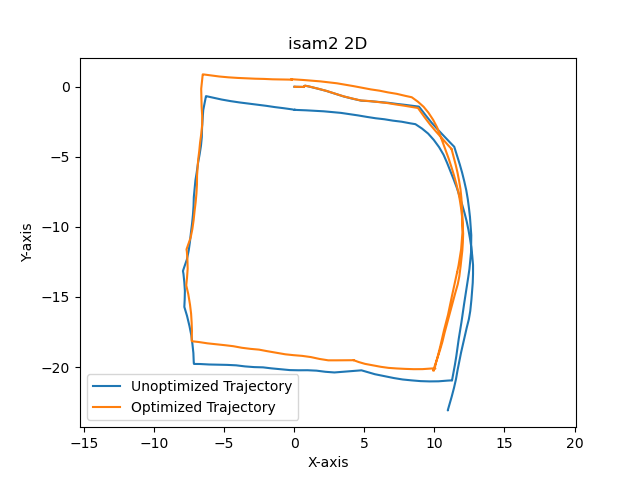 isam2 2D
Y-axis
0
−5
−10
−15
−20
Unoptimized Trajectory
Optimized Trajectory
−15 −10 −5 0 5 10 15 20
X-axis